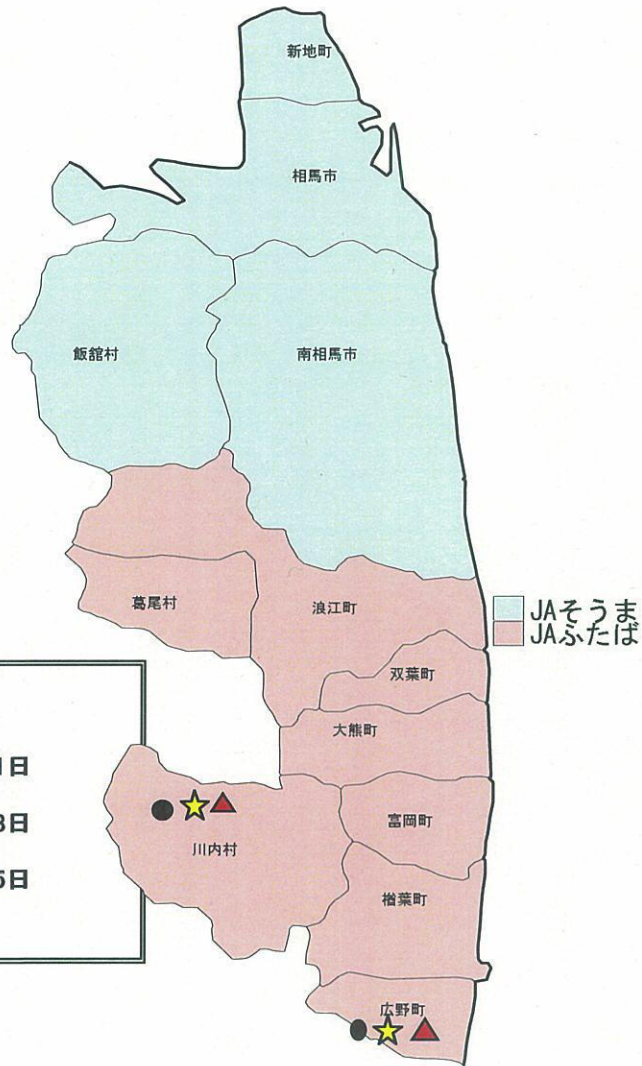 新地町
相馬市
飯舘村
南相馬市
葛尾村
浪江町
JAそうま
JAふたば
双葉町
大熊町
日
日
日
川内村
富岡町
楢葉町
広野町